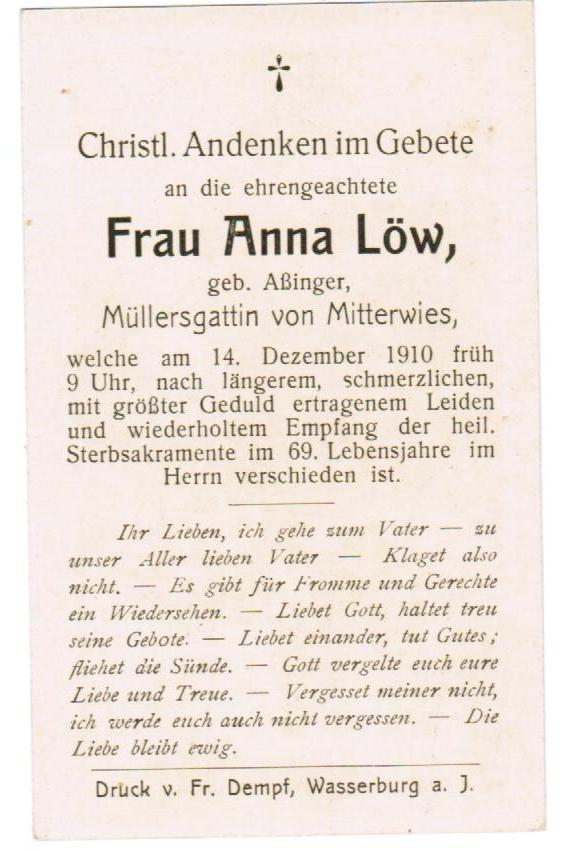 Christl. Andenken im Gebete
an die ehrengeachtete
Frau Anna Löw,
geb. Aßinger,
Müllersgattin von Mitterwies,
welche am 14. Dezember 1910 früh
9 Uhr, nach längerem, schmerzlichen,
mit größter Geduld ertragenem Leiden
und wiederholtem Empfang der heil.
Sterbsakramente im 69. Lebensjahre im
Herrn verschieden ist.
Ihr Lieben, ich gehe zum Vater — zu
unser Aller lieben Vater — Klaget also
nicht. — Es gibt für Fromme und Gerechte
ein Wiedersehen. — Liebet Gott, haltet treu
seine Gebote. — Liebet einander, tut Gutes;
fliehet die Sünde. — Gott vergelte euch eure
Liebe und Treue. — Vergesset meiner nicht,
ich werde euch auch nicht vergessen. — Die
Liebe bleibt ewig.
Druck v. Fr. Dempf, Wasserburg a. J.